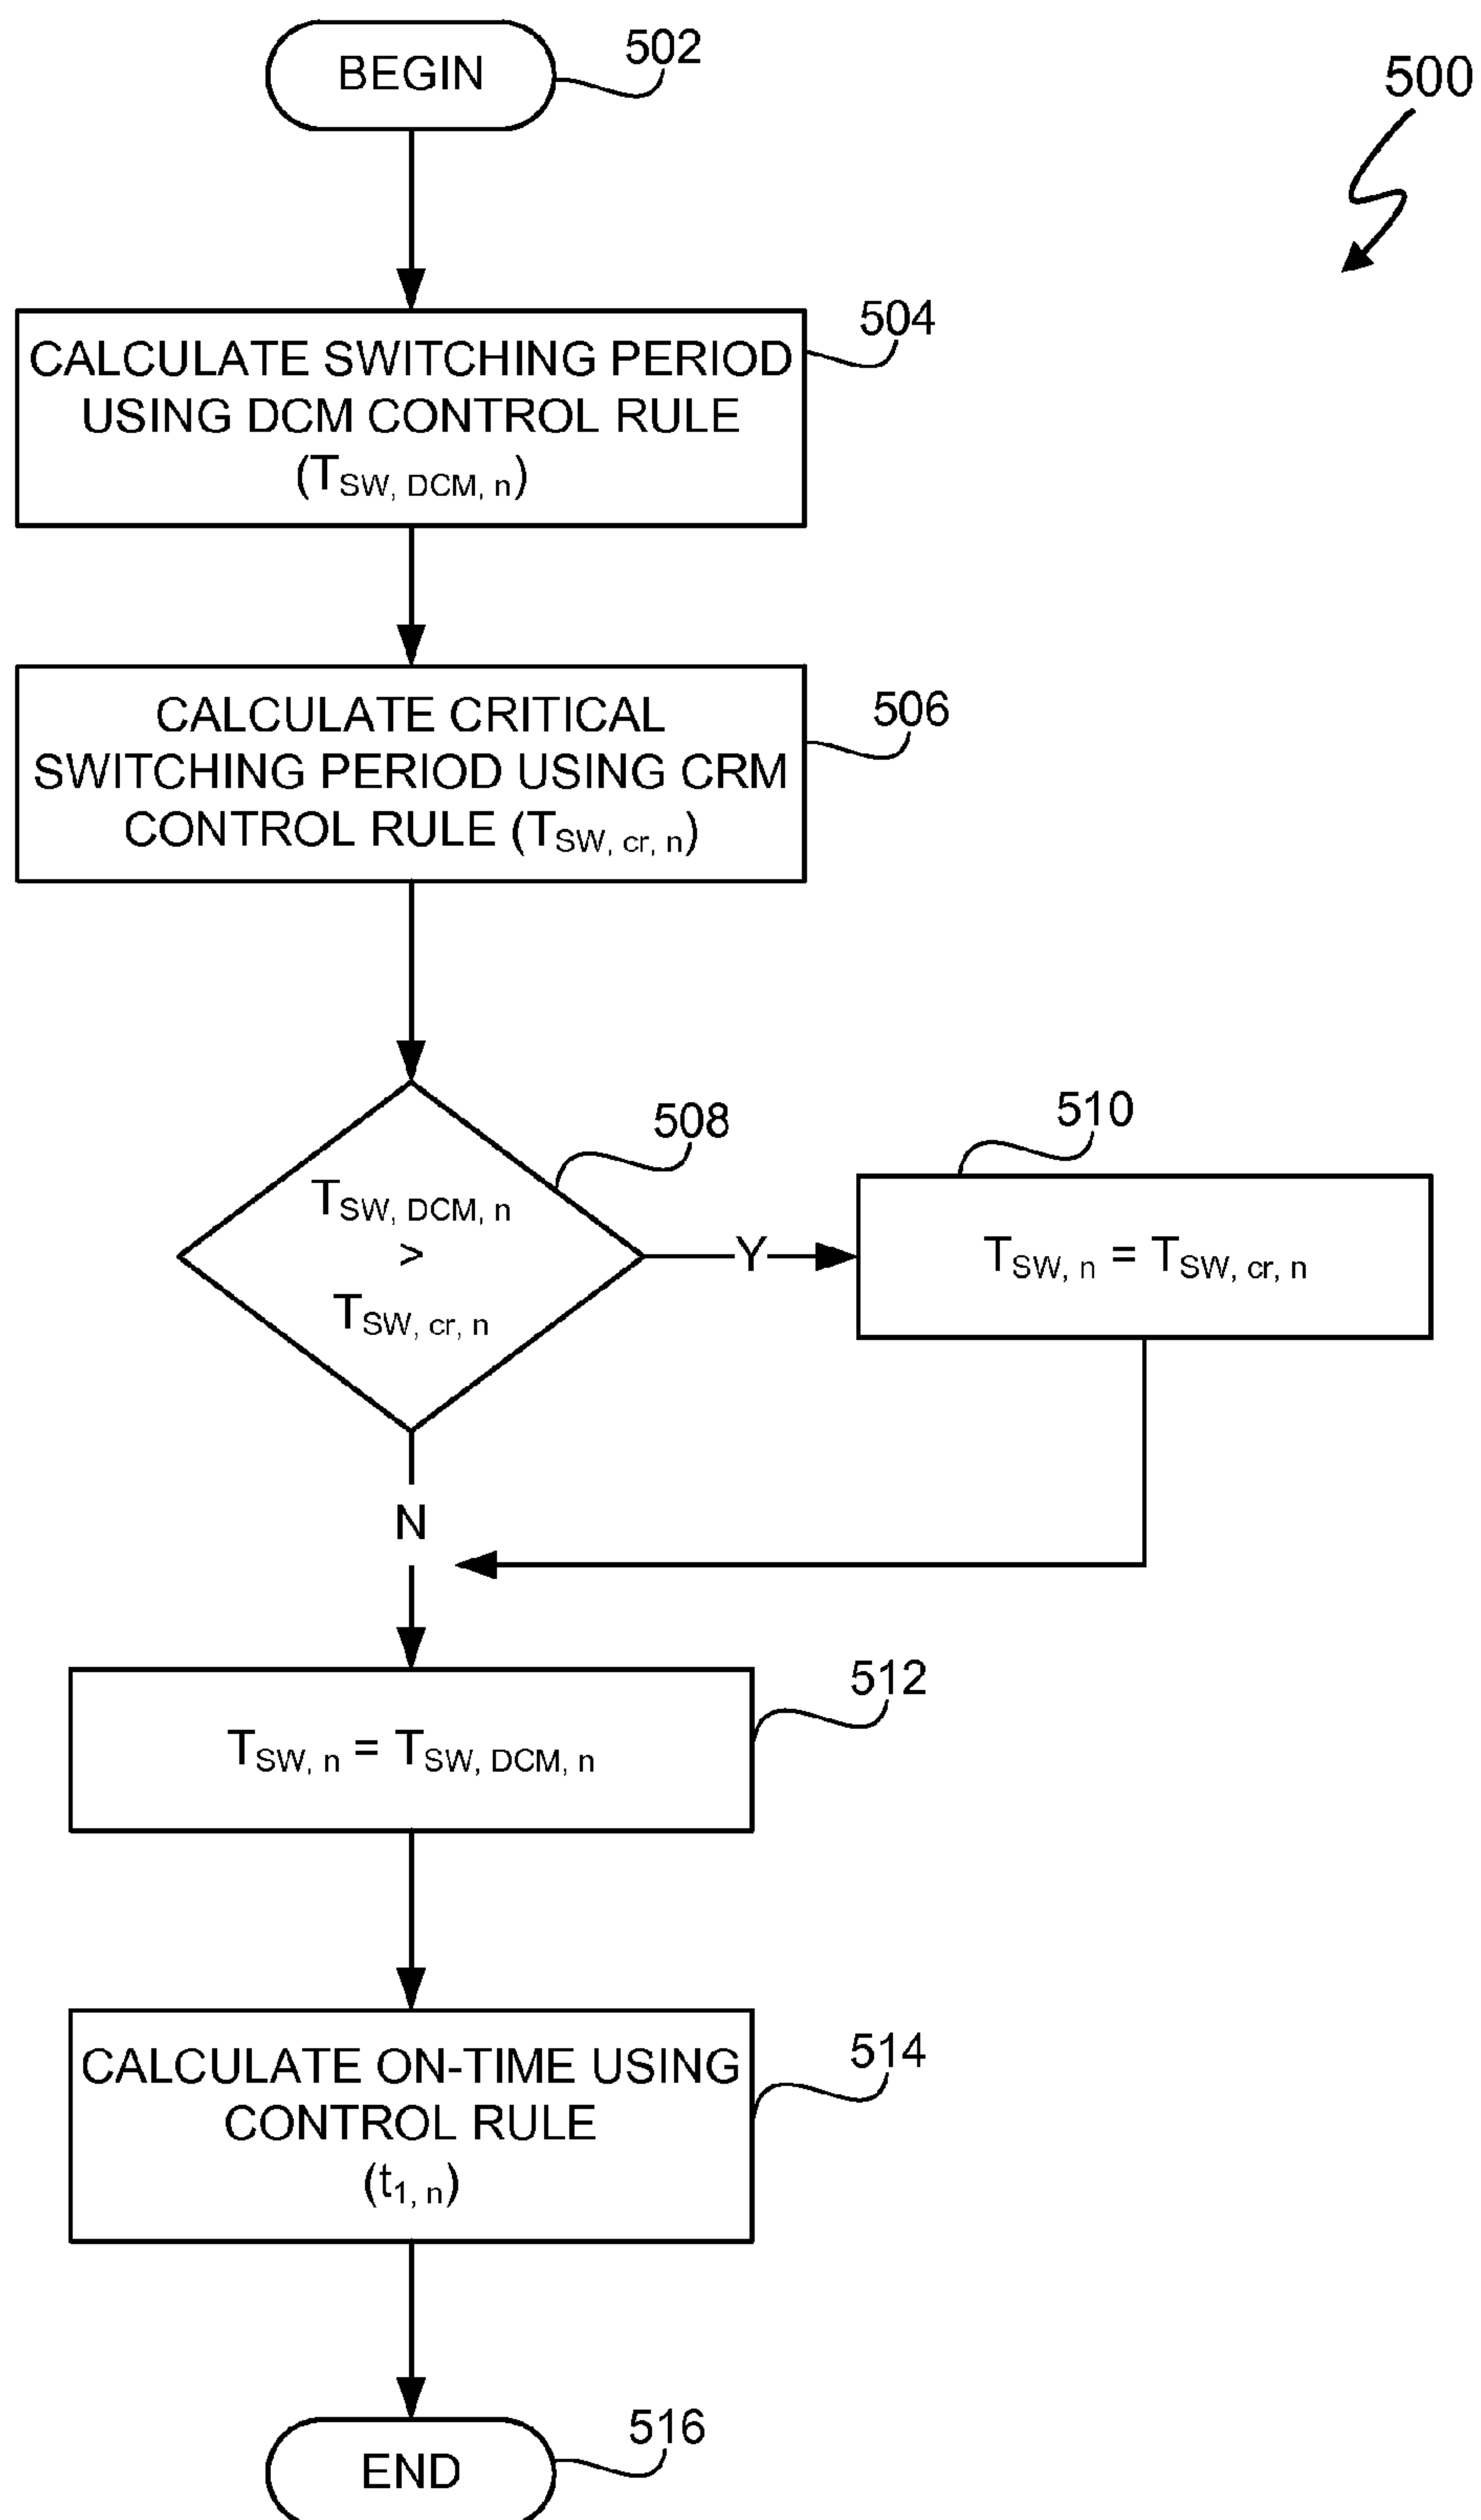 BEGIN
502
500
CALCULATE SWITCHING PERIOD
USING DCM CONTROL RULE
(TSW, DCM, n)
504
CALCULATE CRITICAL
SWITCHING PERIOD USING CRM
CONTROL RULE (TSW, cr, n)
506
TSW, DCM, n
>
TSW, cr, n
508
Y
510
TSW, n = TSW, cr, n
N
512
TSW, n = TSW, DCM, n
CALCULATE ON-TIME USING
CONTROL RULE
(t1, n)
514
END
516